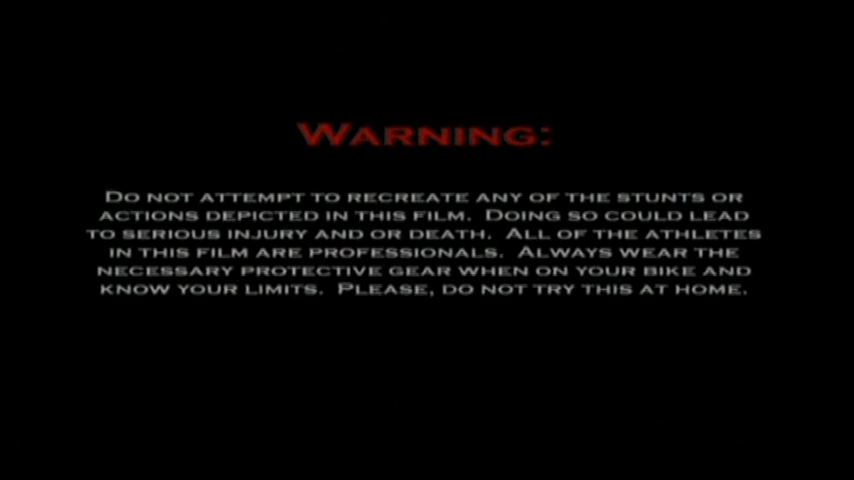 Warning:
Do not attempt to recreate any of the stunts or
actions depicted in this film. Doing so could lead
to serious injury and or death. All of the athletes
in this film are professionals. Always wear the
necessary protective gear when on your bike and
know your limits. Please, do not try this at home.